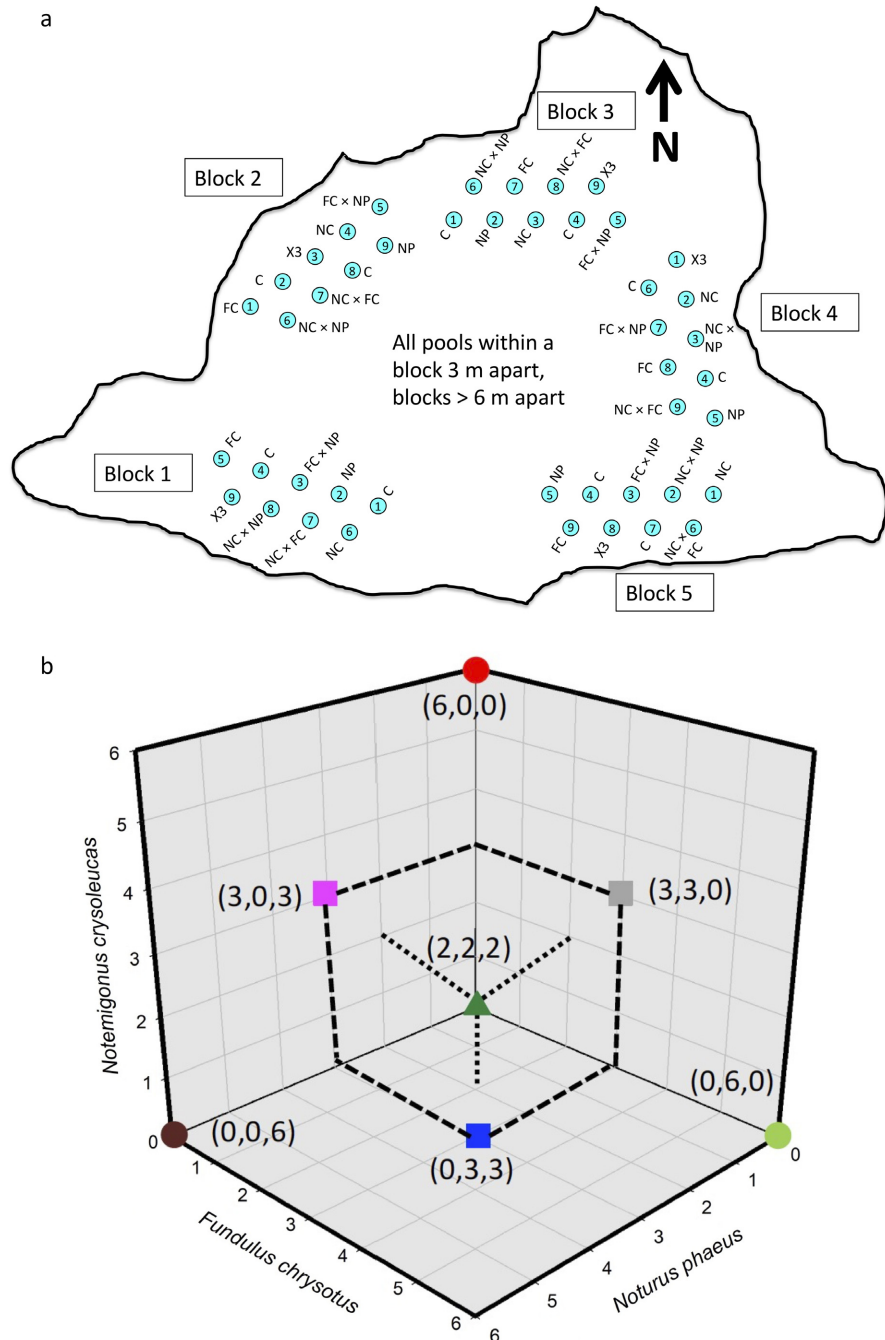 a
N
Block 3
NC × NP
FC
NC × FC
X3
6
7
8
9
1
2
3
4
5
C
NP
NC
C
FC × NP
Block 2
FC × NP
5
NC
4
9
NP
X3
3
8
C
C
2
7
NC × FC
FC
1
6
NC × NP
1
X3
C
6
2
NC
FC × NP
7
3
NC ×
NP
FC
8
4
C
NC × FC
9
5
NP
Block 4
All pools within a
block 3 m apart,
blocks > 6 m apart
Block 1
FC
C
FC × NP
NP
C
5
4
3
2
1
9
8
7
6
X3
NC × NP
NC × FC
NC
NP
C
FC × NP
NC × NP
NC
5
4
3
2
1
9
8
7
6
FC
X3
C
NC ×
FC
Block 5
b
(6,0,0)
6
5
4
3
2
1
0
Notemigonus crysoleucas
(3,0,3)
(3,3,0)
(2,2,2)
(0,6,0)
(0,0,6)
(0,3,3)
1
2
3
4
5
6
Fundulus chrysotus
0
1
2
3
4
5
6
Noturus phaeus